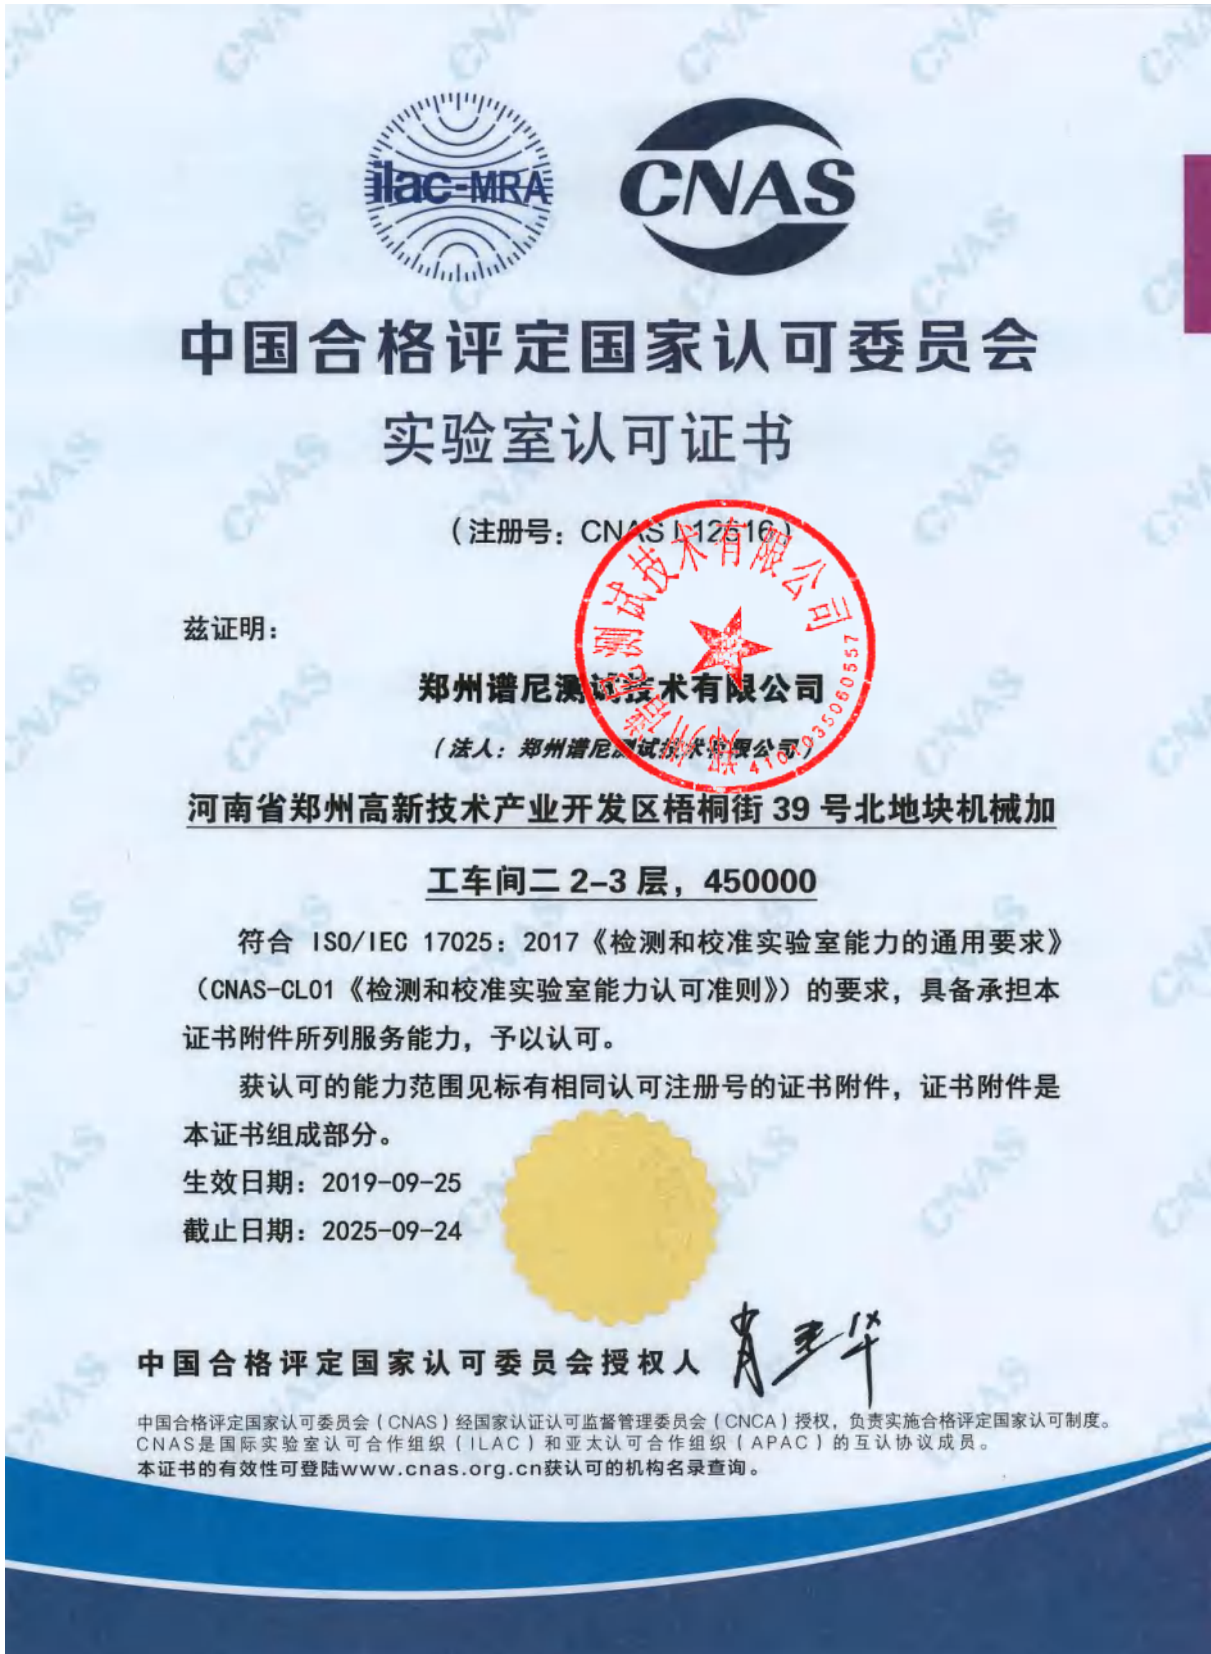 ilac-MRA
CNAS
中国合格评定国家认可委员会
实验室认可证书
（注册号：CNAS L12616）
兹证明：
郑州谱尼测试技术有限公司
（法人：郑州谱尼测试技术有限公司）
河南省郑州高新技术产业开发区梧桐街 39 号北地块机械加
工车间二 2-3 层，450000
符合 ISO/IEC 17025：2017《检测和校准实验室能力的通用要求》
（CNAS-CL01《检测和校准实验室能力认可准则》）的要求，具备承担本
证书附件所列服务能力，予以认可。
获认可的能力范围见标有相同认可注册号的证书附件，证书附件是
本证书组成部分。
生效日期：2019-09-25
截止日期：2025-09-24
中国合格评定国家认可委员会授权人
中国合格评定国家认可委员会（CNAS）经国家认证认可监督管理委员会（CNCA）授权，负责实施合格评定国家认可制度。
CNAS是国际实验室认可合作组织（ILAC）和亚太认可合作组织（APAC）的互认协议成员。
本证书的有效性可登陆www.cnas.org.cn获认可的机构名录查询。
郑州谱尼测试技术有限公司
4101035060557